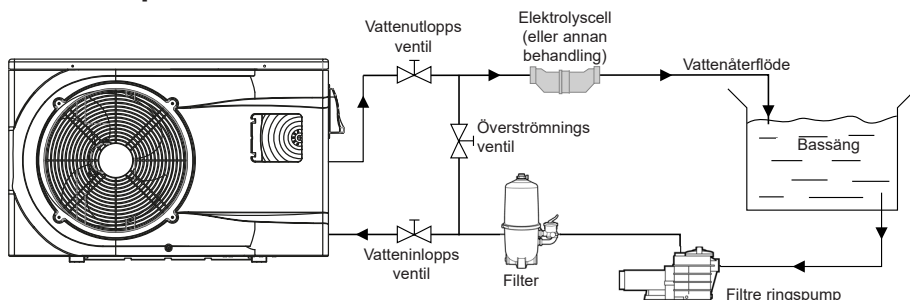 Vattenutlopps
ventil
Elektrolyscell
(eller annan
behandling)
Vattenåterflöde
Överströmnings
ventil
Bassäng
Vatteninlopps
ventil
Filter
Filtre ringspump